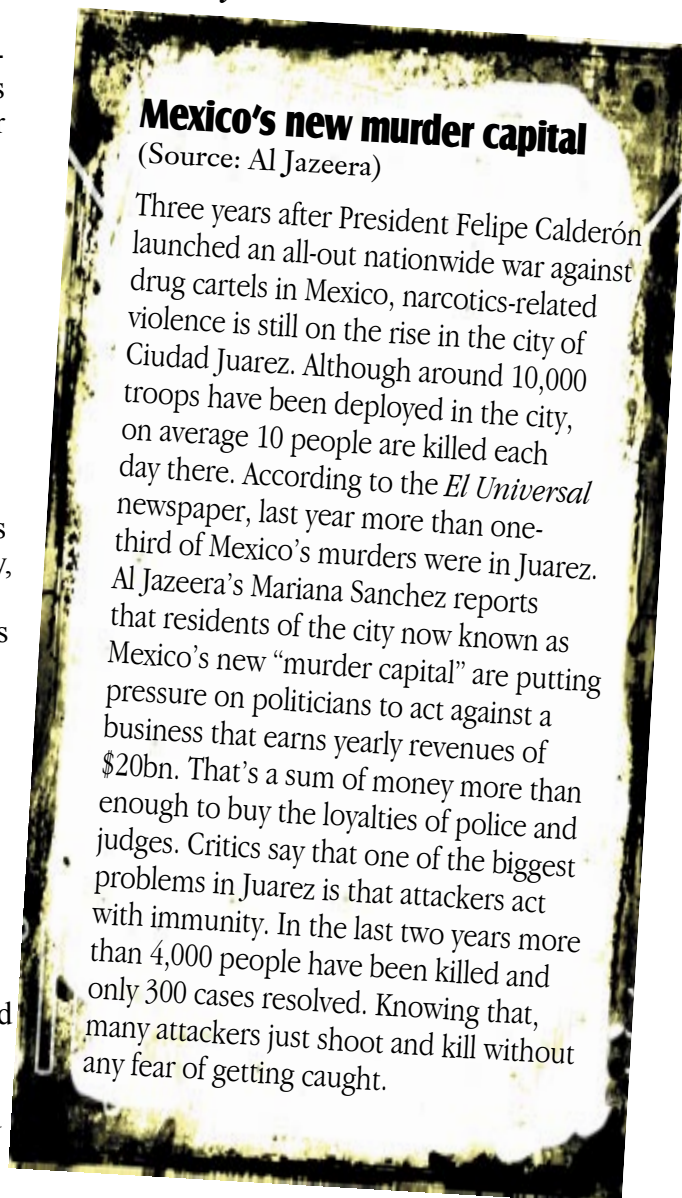 Mexico's new murder capital
(Source: Al Jazeera)
Three years after President Felipe Calderón
launched an all-out nationwide war against
drug cartels in Mexico, narcotics-related
violence is still on the rise in the city of
Ciudad Juarez. Although around 10,000
troops have been deployed in the city,
on average 10 people are killed each
day there. According to the El Universal
newspaper, last year more than one-
third of Mexico's murders were in Juarez.
Al Jazeera's Mariana Sanchez reports
that residents of the city now known as
Mexico's new “murder capital” are putting
pressure on politicians to act against a
business that earns yearly revenues of
$20bn. That's a sum of money more than
enough to buy the loyalties of police and
judges. Critics say that one of the biggest
problems in Juarez is that attackers act
with immunity. In the last two years more
than 4,000 people have been killed and
only 300 cases resolved. Knowing that,
many attackers just shoot and kill without
any fear of getting caught.